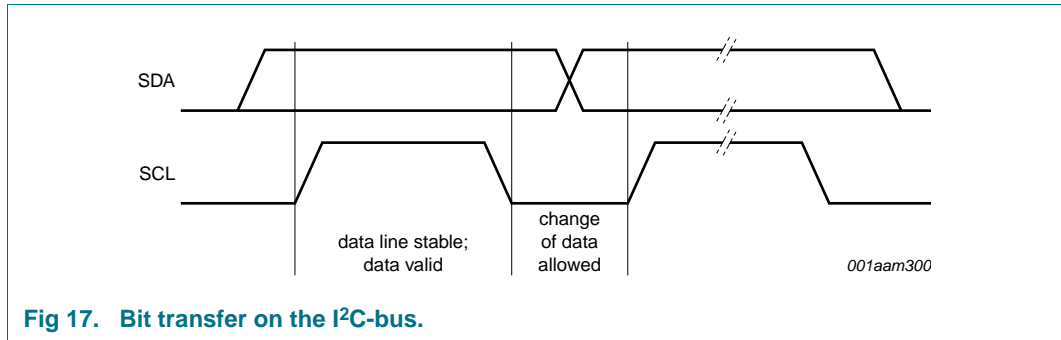 SDA
SCL
data line stable;
data valid
change
of data
allowed
001aam300
Fig 17. Bit transfer on the I²C-bus.